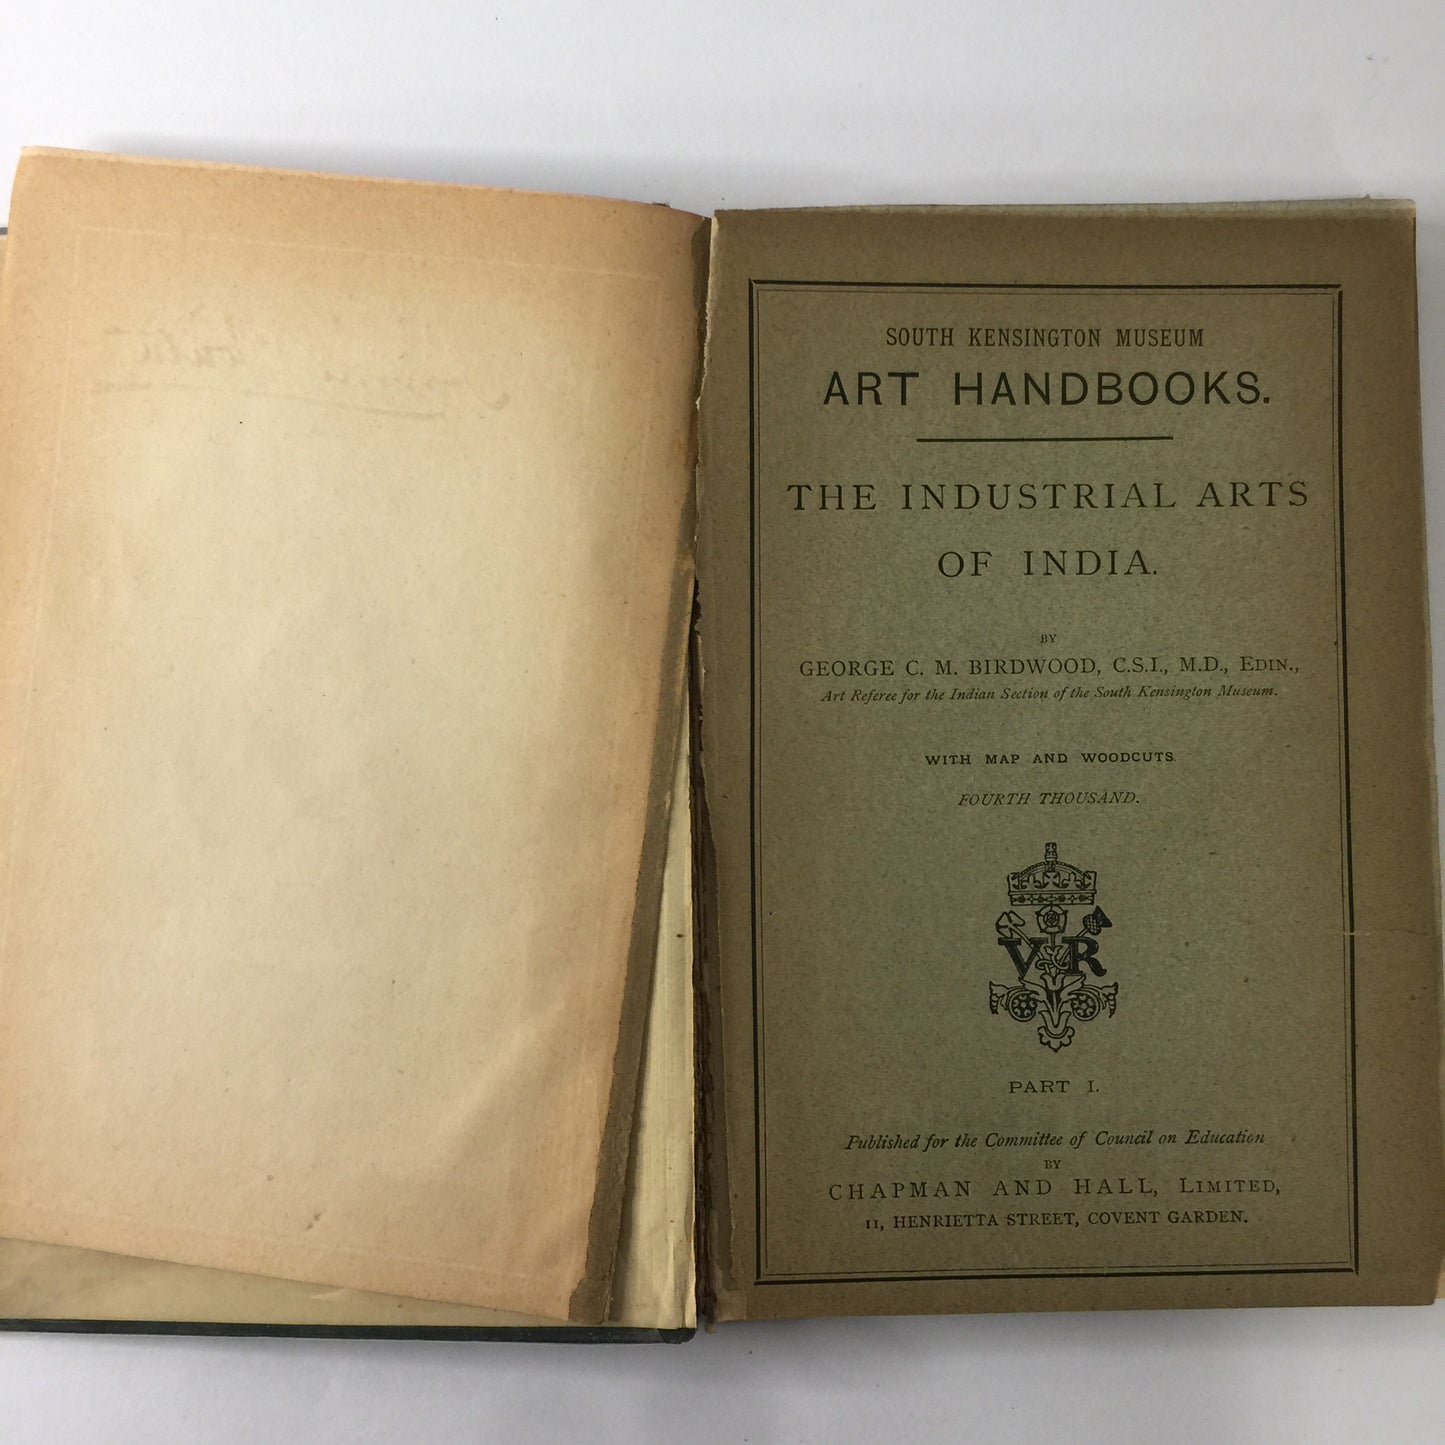 SOUTH KENSINGTON MUSEUM
ART HANDBOOKS.
THE INDUSTRIAL ARTS
OF INDIA.
BY
GEORGE C. M. BIRDWOOD, C.S.I., M.D., EDIN.,
Art Referee for the Indian Section of the South Kensington Museum.
WITH MAP AND WOODCUTS.
FOURTH THOUSAND.
V R
PART I.
Published for the Committee of Council on Education
BY
CHAPMAN AND HALL, LIMITED,
11, HENRIETTA STREET, COVENT GARDEN.